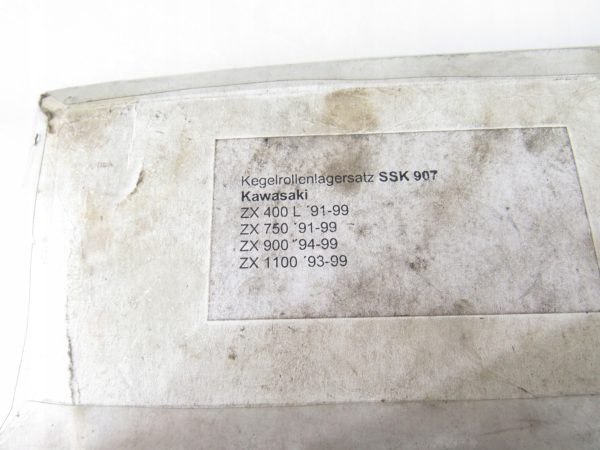 Kegelrollenlagersatz SSK 907
Kawasaki
ZX 400 L ´91-99
ZX 750 ´91-99
ZX 900 ´94-99
ZX 1100 ´93-99